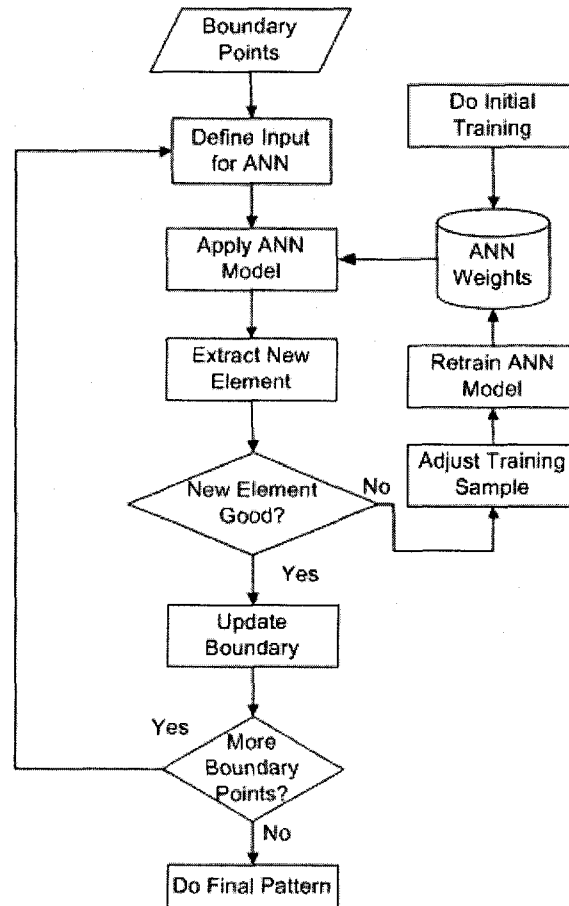 Boundary
Points
Do Initial
Training
Define Input
for ANN
Apply ANN
Model
ANN
Weights
Extract New
Element
Retrain ANN
Model
New Element
Good?
No
Adjust Training
Sample
Yes
Update
Boundary
Yes
More
Boundary
Points?
No
Do Final Pattern